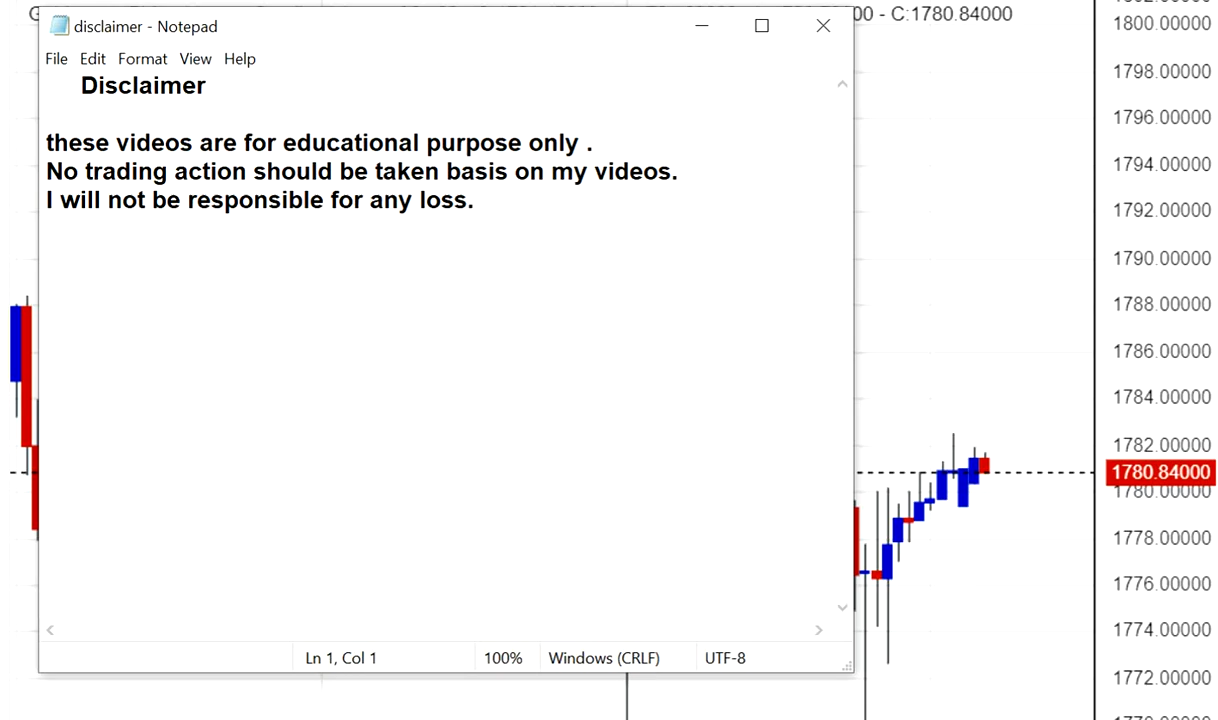 disclaimer - Notepad
00 - C:1780.84000
File Edit Format View Help
Disclaimer
these videos are for educational purpose only .
No trading action should be taken basis on my videos.
I will not be responsible for any loss.
1800.00000
1798.00000
1796.00000
1794.00000
1792.00000
1790.00000
1788.00000
1786.00000
1784.00000
1782.00000
1780.84000
1780.00000
1778.00000
1776.00000
1774.00000
1772.00000
Ln 1, Col 1 100% Windows (CRLF) UTF-8